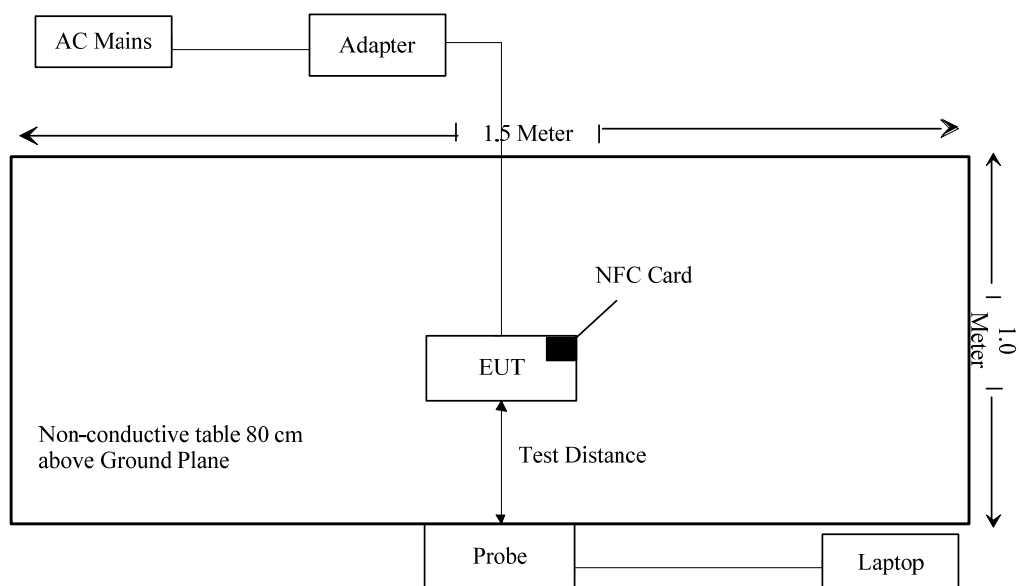 AC Mains
Adapter
1.5 Meter
NFC Card
1.0
Meter
EUT
Non-conductive table 80 cm
above Ground Plane
Test Distance
Probe
Laptop